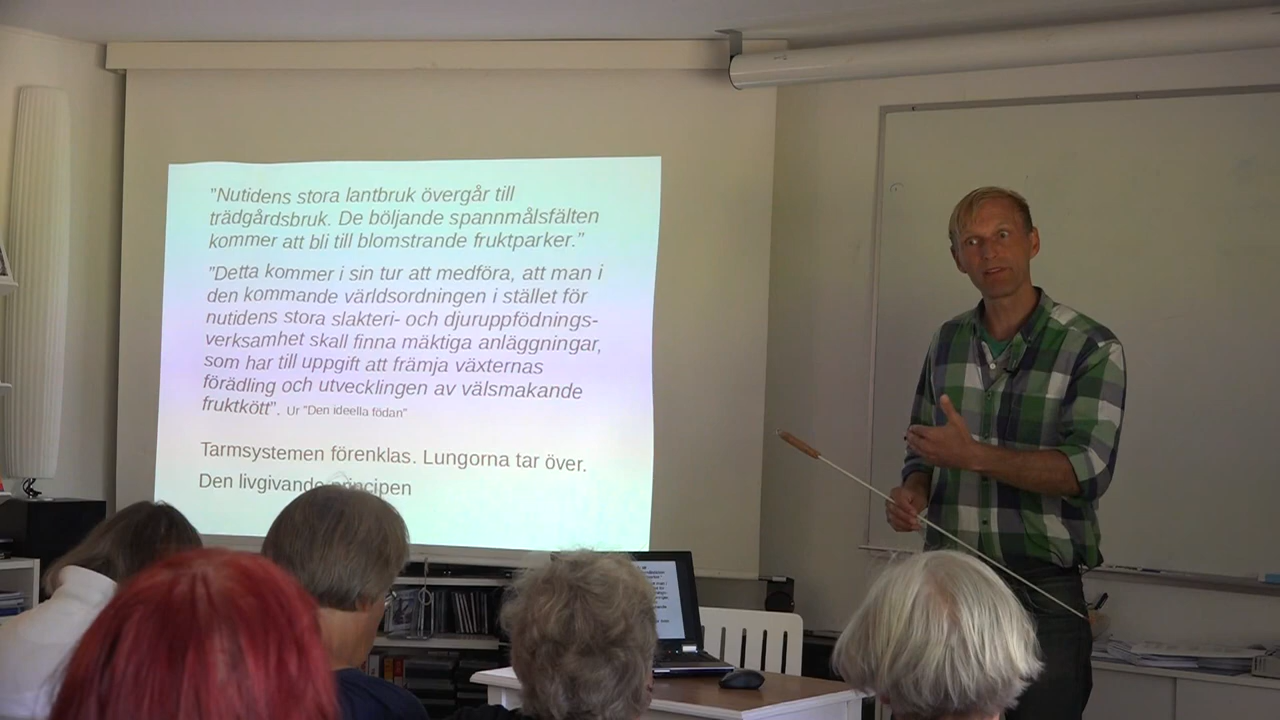 "Nutidens stora lantbruk övergår till
trädgårdsbruk. De böljande spannmålsfälten
kommer att bli till blomstrande fruktparker.”
”Detta kommer i sin tur att medföra, att man i
den kommande världsordningen i stället för
nutidens stora slakteri- och djuruppfödnings-
verksamhet skall finna mäktiga anläggningar,
som har till uppgift att främja växternas
förädling och utvecklingen av välsmakande
fruktkött”. Ur ”Den ideella födan”
Tarmsystemen förenklas. Lungorna tar över.
Den livgivande principen